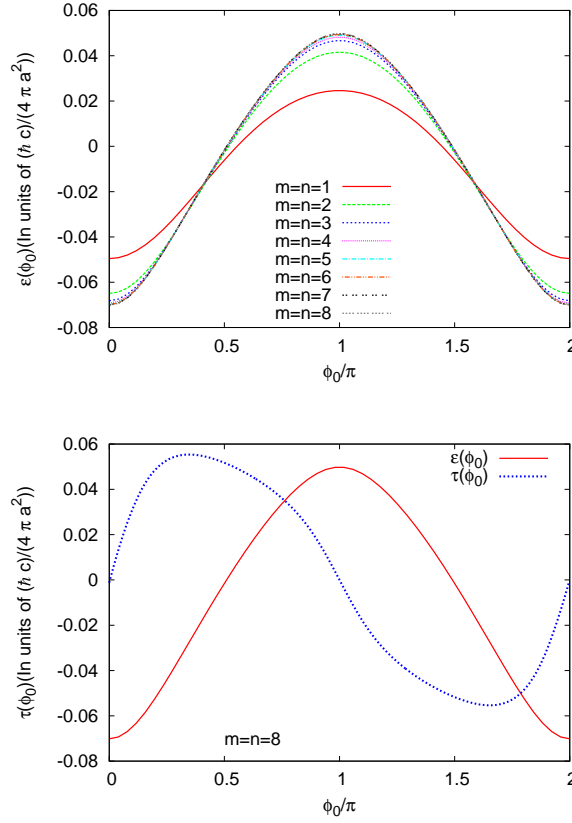 ε(ϕ₀)(In units of (ħ c)/(4 π a²))
0.06
0.04
0.02
0
-0.02
-0.04
-0.06
-0.08
m=n=1
m=n=2
m=n=3
m=n=4
m=n=5
m=n=6
m=n=7
m=n=8
0 0.5 1 1.5 2
ϕ₀/π
τ(ϕ₀)(In units of (ħ c)/(4 π a²))
0.06
0.04
0.02
0
-0.02
-0.04
-0.06
-0.08
ε(ϕ₀)
τ(ϕ₀)
m=n=8
0 0.5 1 1.5 2
ϕ₀/π